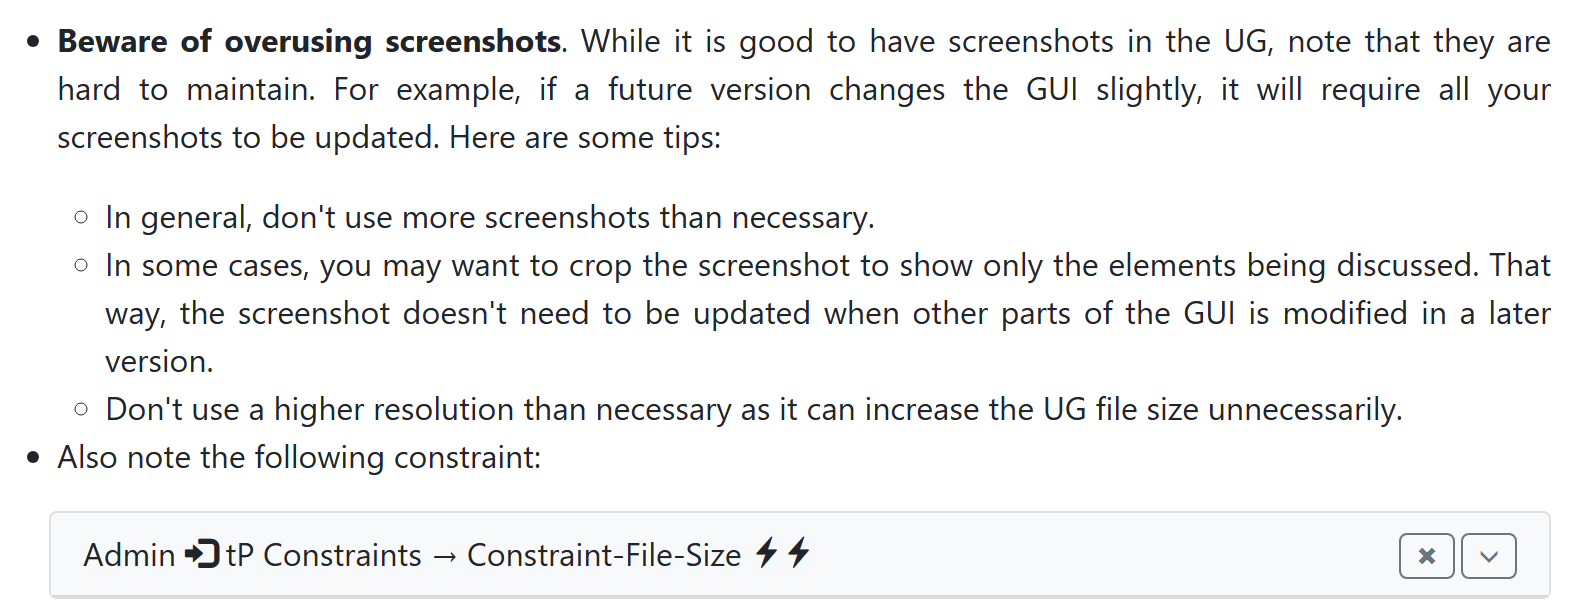 Beware of overusing screenshots. While it is good to have screenshots in the UG, note that they are
hard to maintain. For example, if a future version changes the GUI slightly, it will require all your
screenshots to be updated. Here are some tips:
In general, don't use more screenshots than necessary.
In some cases, you may want to crop the screenshot to show only the elements being discussed. That
way, the screenshot doesn't need to be updated when other parts of the GUI is modified in a later
version.
Don't use a higher resolution than necessary as it can increase the UG file size unnecessarily.
Also note the following constraint:
Admin tP Constraints → Constraint-File-Size